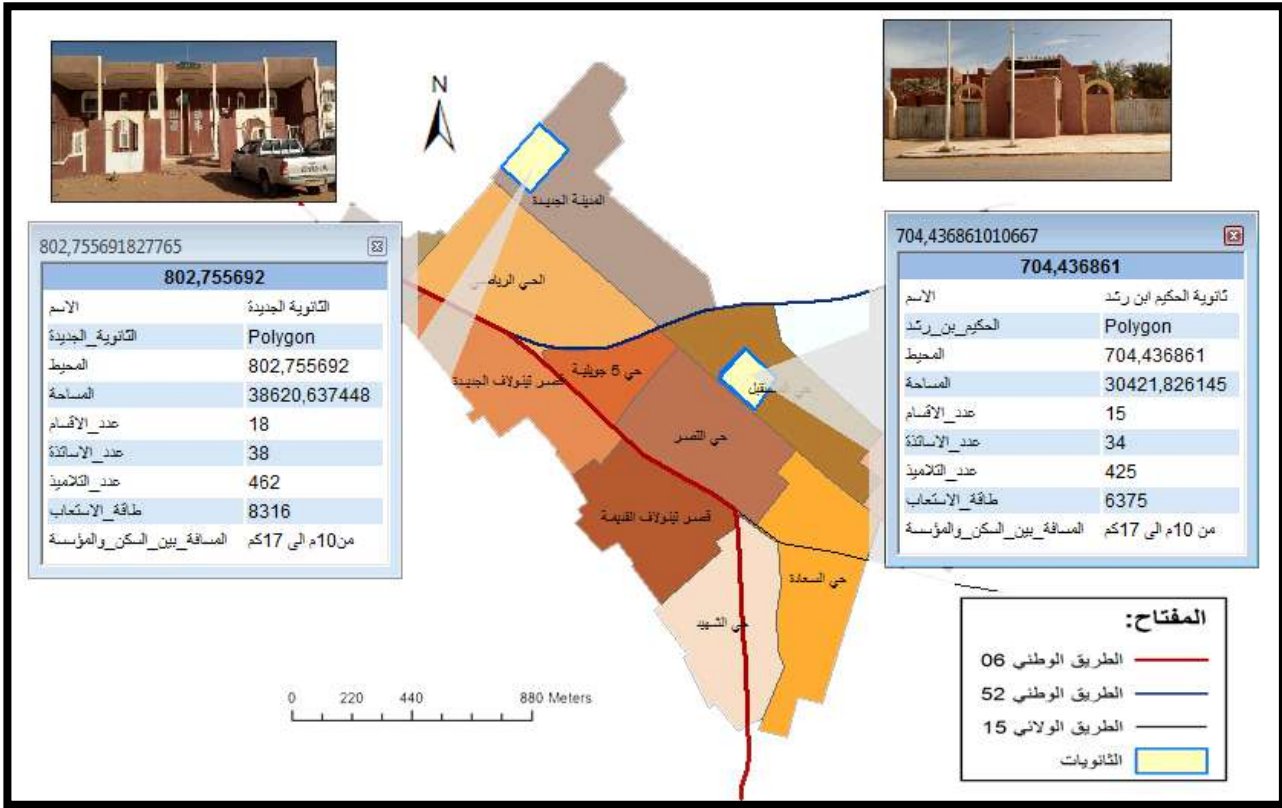 N
المدينة الجديدة
الحي الرياضي
حي 5 جويلية
قصر تينولاف الجديدة
حي القصر
قصر تينولاف القديمة
حي الشهيد
حي السعادة
802,755691827765
802,755692
الاسم الثانوية الجديدة
الثانوية_الجديدة Polygon
المحيط 802,755692
المساحة 38620,637448
عدد_الاقسام 18
عدد_الاساتذة 38
عدد_التلاميذ 462
طاقة_الاستعاب 8316
المسافة_بين_السكن_والمؤسسة من10م الى 17كم
704,436861010667
704,436861
الاسم ثانوية الحكيم ابن رشد
الحكيم_بن_رشد Polygon
المحيط 704,436861
المساحة 30421,826145
عدد_الاقسام 15
عدد_الاساتذة 34
عدد_التلاميذ 425
طاقة_الاستعاب 6375
المسافة_بين_السكن_والمؤسسة من 10م الى 17كم
0 220 440 880 Meters
المفتاح:
الطريق الوطني 06
الطريق الوطني 52
الطريق الولائي 15
الثانويات